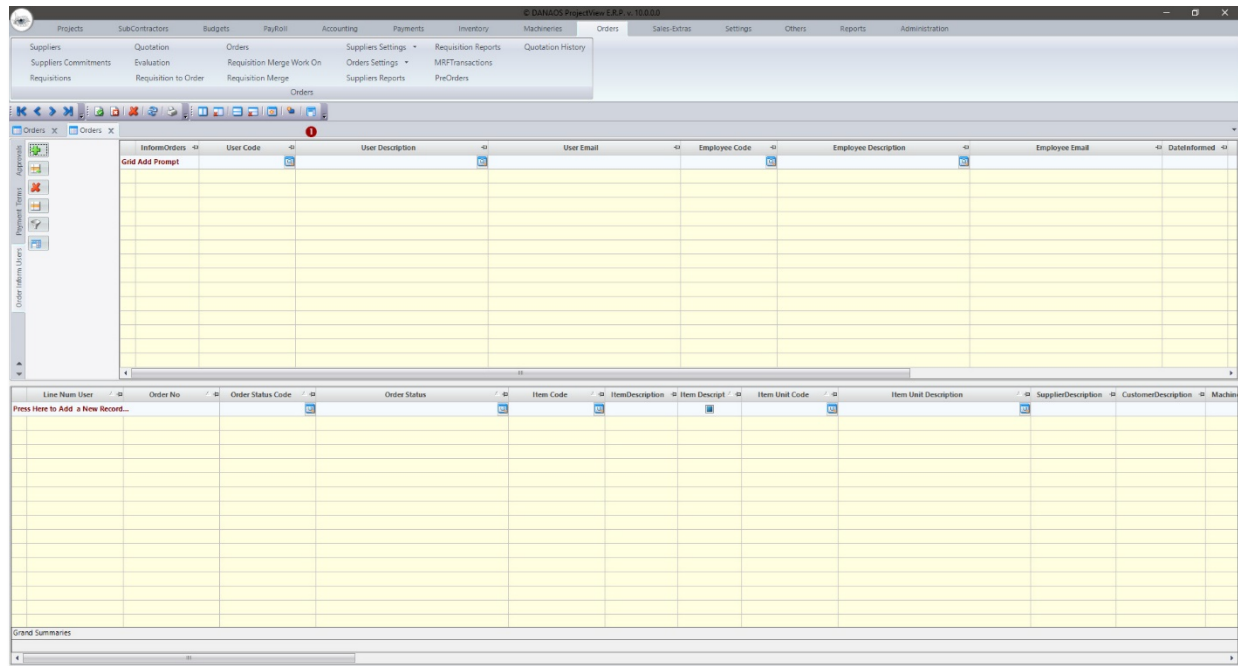 © DANAOS ProjectView E.R.P. v. 10.0.0.0
Projects SubContractors Budgets PayRoll Accounting Payments Inventory Machineries Orders Sales-Extras Settings Others Reports Administration
Suppliers Quotation Orders Suppliers Settings Requisition Reports Quotation History
Suppliers Commitments Evaluation Requisition Merge Work On Orders Settings MRFTransactions
Requisitions Requisition to Order Requisition Merge Suppliers Reports PreOrders
Orders
Orders X Orders X
1
Approvals
Payment Terms
Order Inform Users
InformOrders User Code User Description User Email Employee Code Employee Description Employee Email DateInformed
Grid Add Prompt
Line Num User Order No Order Status Code Order Status Item Code ItemDescription Item Descript Item Unit Code Item Unit Description SupplierDescription CustomerDescription Machin
Press Here to Add a New Record...
Grand Summaries